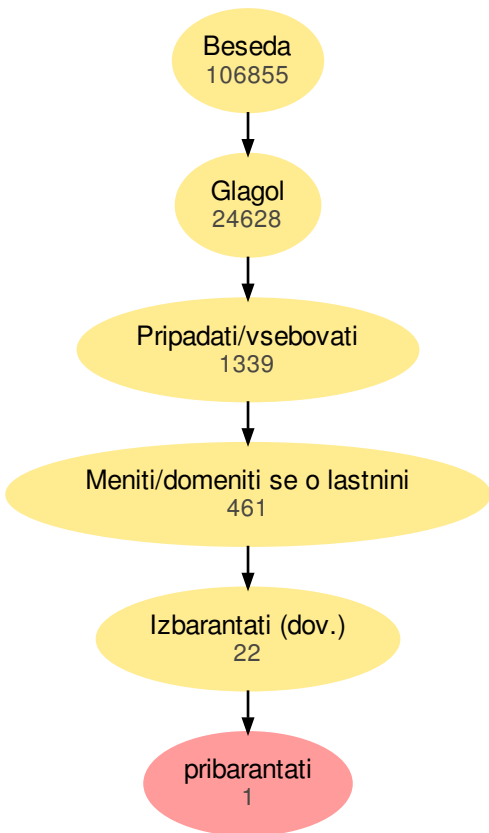 Beseda
106855
Glagol
24628
Pripadati/vsebovati
1339
Meniti/domeniti se o lastnini
461
Izbarantati (dov.)
22
pribarantati
1